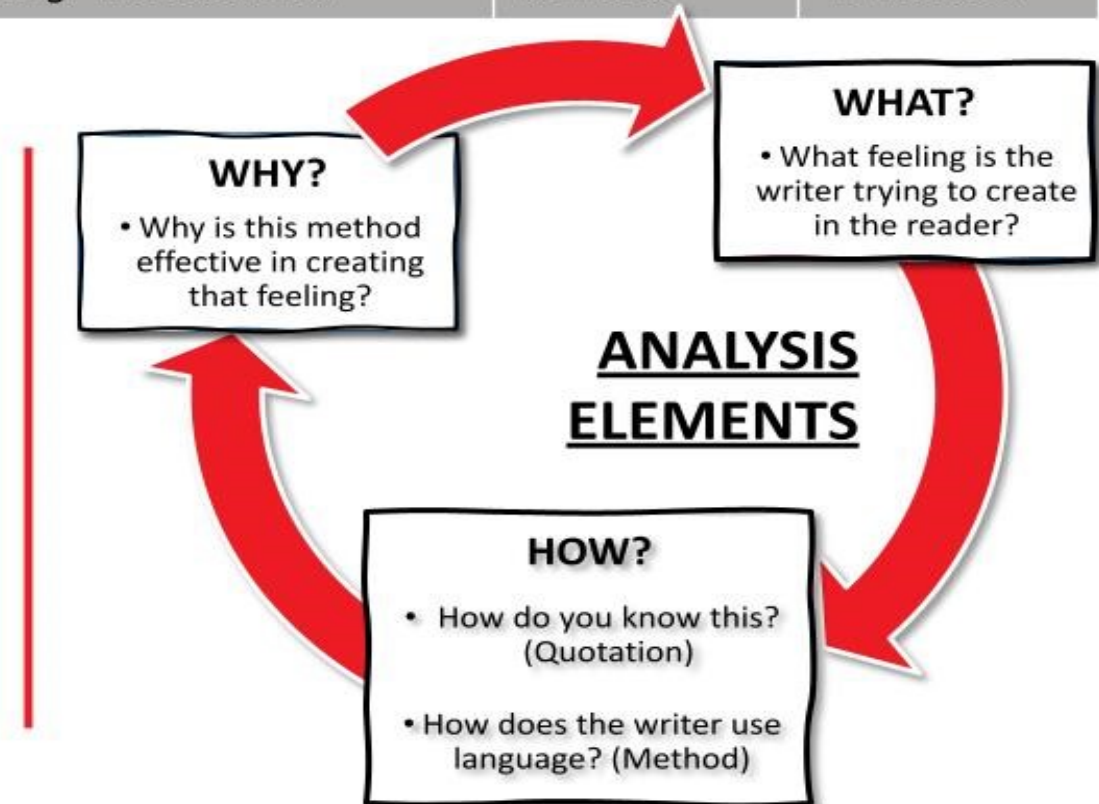 WHAT?
• What feeling is the
writer trying to create
in the reader?
WHY?
• Why is this method
effective in creating
that feeling?
ANALYSIS
ELEMENTS
HOW?
• How do you know this?
(Quotation)
• How does the writer use
language? (Method)